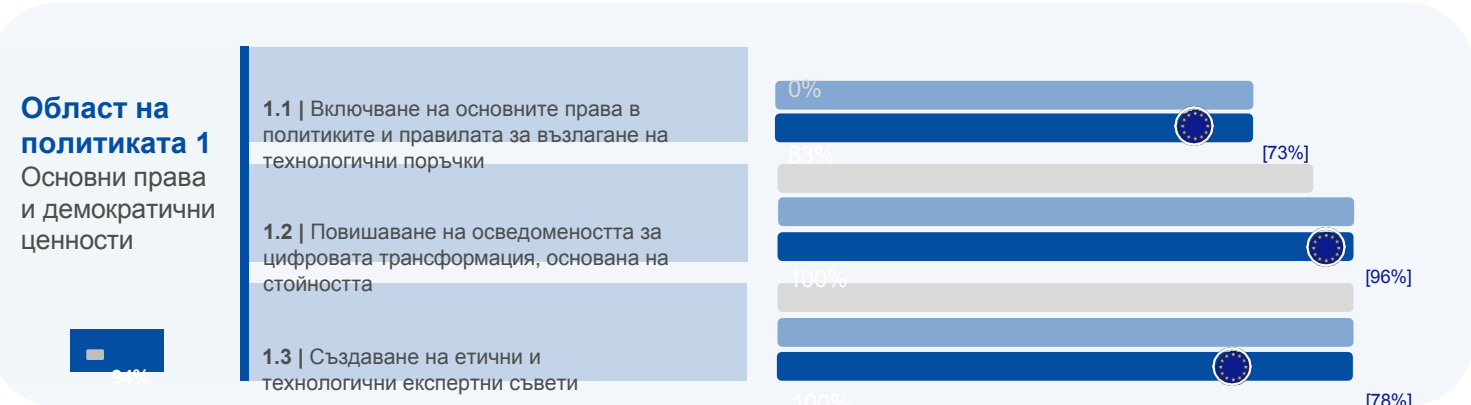 Област на
политиката 1
Основни права
и демократични
ценности
94%
1.1 | Включване на основните права в
политиките и правилата за възлагане на
технологични поръчки
0%
83%
[73%]
1.2 | Повишаване на осведомеността за
цифровата трансформация, основана на
стойността
100%
[96%]
1.3 | Създаване на етични и
технологични експертни съвети
100%
[78%]